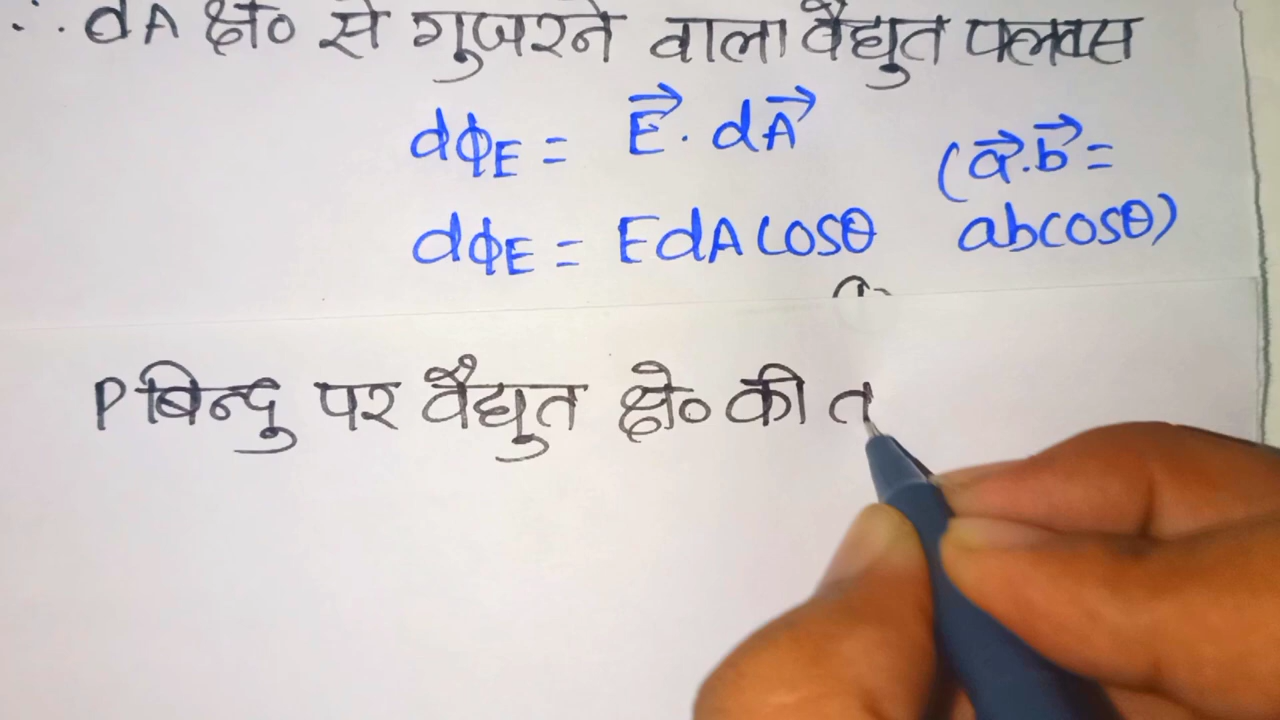 ∴ dA क्षे० से गुजरने वाला वैद्युत फ्लक्स
dΦE = E⃗ . dA⃗ (a⃗.b⃗ =
dΦE = EdA cosθ abcosθ)
P बिन्दु पर वैद्युत क्षे० की त